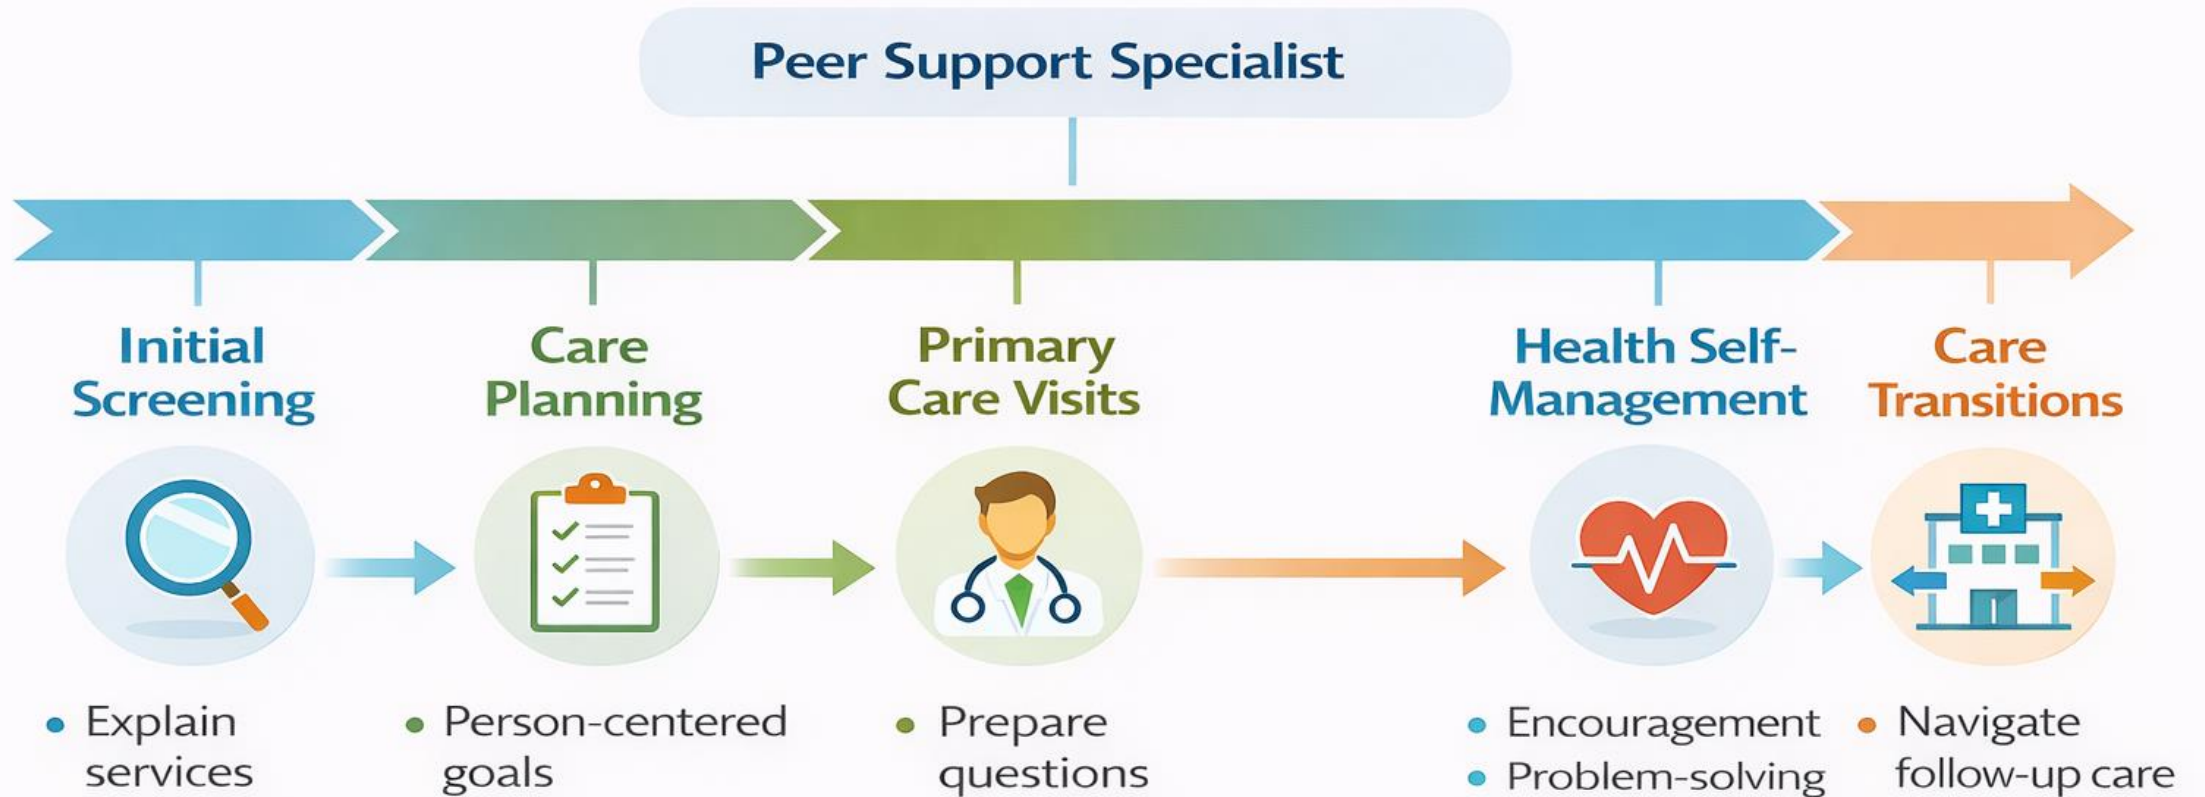 Peer Support Specialist
Initial
Screening
Care
Planning
Primary
Care Visits
Health Self-
Management
Care
Transitions
• Explain
services
• Person-centered
goals
• Prepare
questions
• Encouragement
• Problem-solving
• Navigate
follow-up care